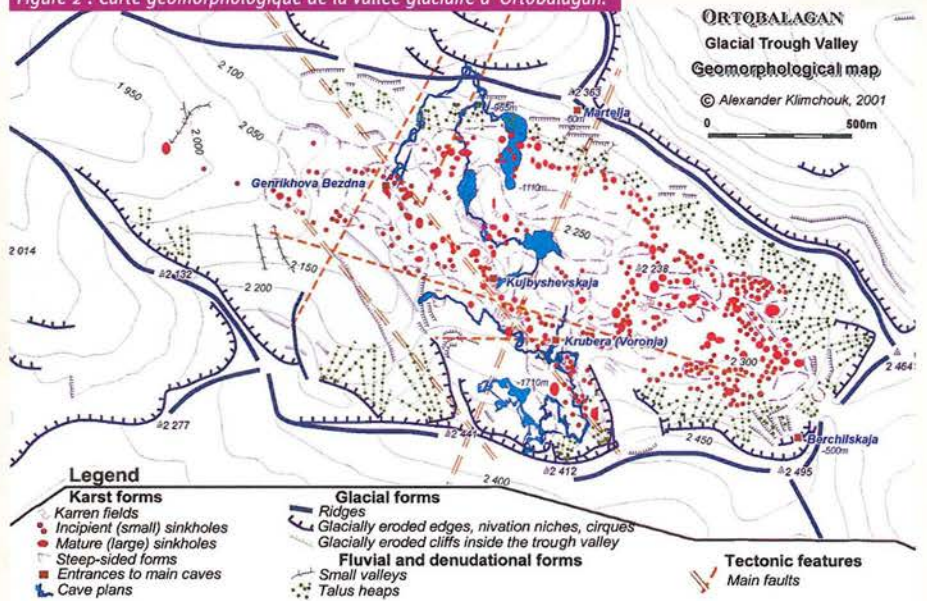 Figure 2 : Carte géomorphologique de la vallée glaciaire d'Ortobalagan.
ORTOBALAGAN
Glacial Trough Valley
Geomorphological map
© Alexander Klimchouk, 2001
0 500m
1 950
2 100
2 050
2 000
2 363
Martelja
Genrikhova Bezdna
-1110m
2 250
2 014
2 132
2 150
2 200
2 238
Kujbyshevskaja
Krubera (Voronja)
2 300
2 464
-1710m
2 277
2 441
2 450
Berchilskaja
-500m
2 412
2 495
2 400
Legend
Karst forms
Karren fields
Incipient (small) sinkholes
Mature (large) sinkholes
Steep-sided forms
Entrances to main caves
Cave plans
Glacial forms
Ridges
Glacially eroded edges, nivation niches, cirques
Glacially eroded cliffs inside the trough valley
Fluvial and denudational forms
Small valleys
Talus heaps
Tectonic features
Main faults